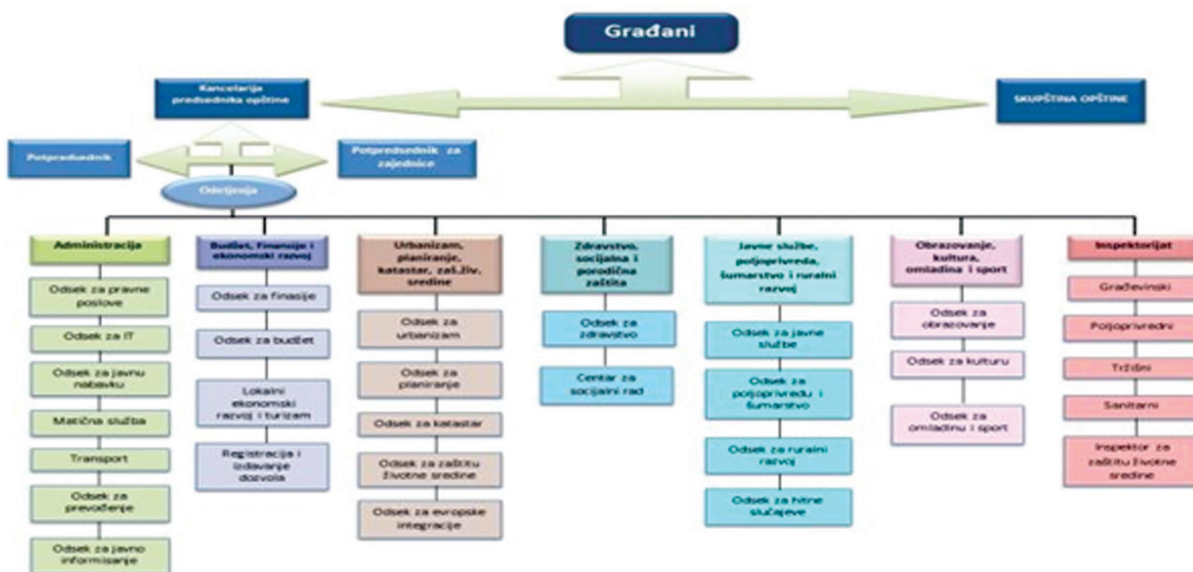 Građani
Kancelarija
predsednika opštine
SKUPŠTINA OPŠTINE
Potpredsednik
Potpredsednik za
zajednice
Odeljenja
Administracija
Odsek za pravne
poslove
Odsek za IT
Odsek za javnu
nabavku
Matična služba
Transport
Odsek za
prevođenje
Odsek za javno
informisanje
Budžet, finansije i
ekonomski razvoj
Odsek za finasije
Odsek za budžet
Lokalni
ekonomski
razvoj i turizam
Registracija i
izdavanje
dozvola
Urbanizam,
planiranje,
katastar, zaš.živ.
sredine
Odsek za
urbanizam
Odsek za
planiranje
Odsek za katastar
Odsek za zaštitu
životne sredine
Odsek za evropske
integracije
Zdravstvo,
socijalna i
porodična
zaštita
Odsek za
zdravstvo
Centar za
socijalni rad
Javne službe,
poljoprivreda,
šumarstvo i ruralni
razvoj
Odsek za javne
službe
Odsek za
poljoprivredu i
šumarstvo
Odsek za ruralni
razvoj
Odsek za hitne
slučajeve
Obrazovanje,
kultura,
omladina i sport
Odsek za
obrazovanje
Odsek za kulturu
Odsek za
omladinu i sport
Inspektorijat
Građevinski
Poljoprivredni
Tržišni
Sanitarni
Inspektor za
zaštitu životne
sredine